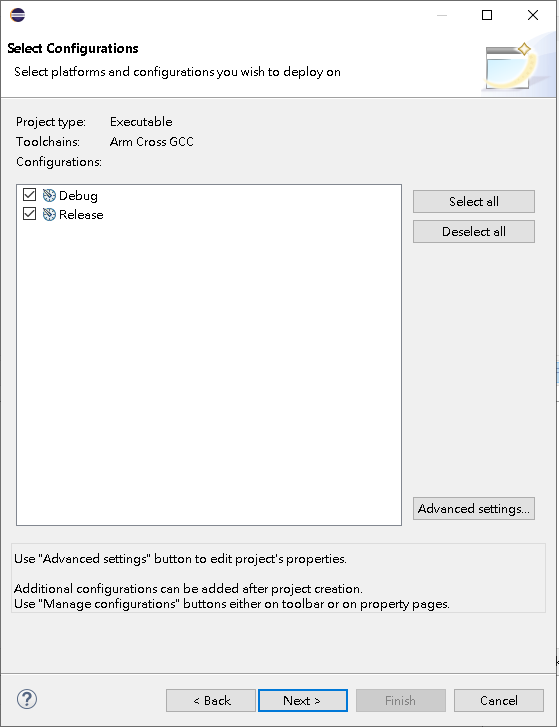 Select Configurations
Select platforms and configurations you wish to deploy on
Project type: Executable
Toolchains: Arm Cross GCC
Configurations:
Debug
Release
Select all
Deselect all
Advanced settings...
Use "Advanced settings" button to edit project's properties.
Additional configurations can be added after project creation.
Use "Manage configurations" buttons either on toolbar or on property pages.
? < Back Next > Finish Cancel